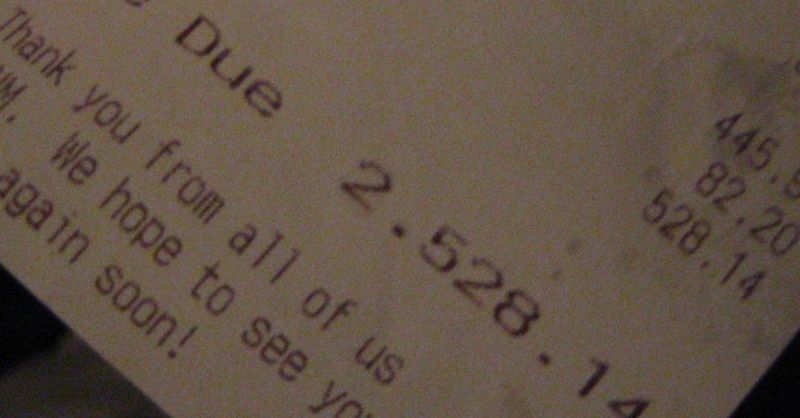 82.20
528.14
Due 2.528.14
Thank you from all of us
We hope to see
again soon!